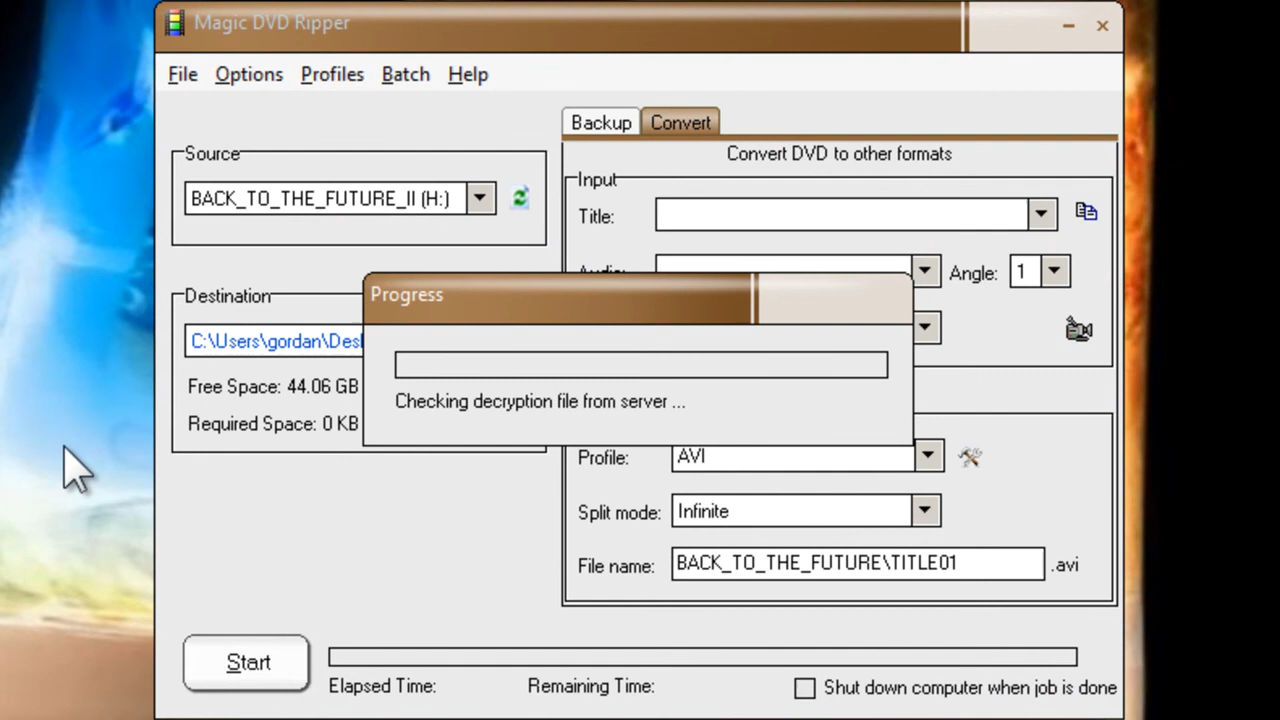 Magic DVD Ripper
File Options Profiles Batch Help
Backup Convert
Convert DVD to other formats
Source
BACK_TO_THE_FUTURE_II (H:)
Input
Title:
Angle: 1
Destination
C:\Users\gordan\Des
Free Space: 44.06 GB
Required Space: 0 KB
Progress
Checking decryption file from server ...
Profile: AVI
Split mode: Infinite
File name: BACK_TO_THE_FUTURE\TITLE01 .avi
Start
Elapsed Time: Remaining Time:
Shut down computer when job is done